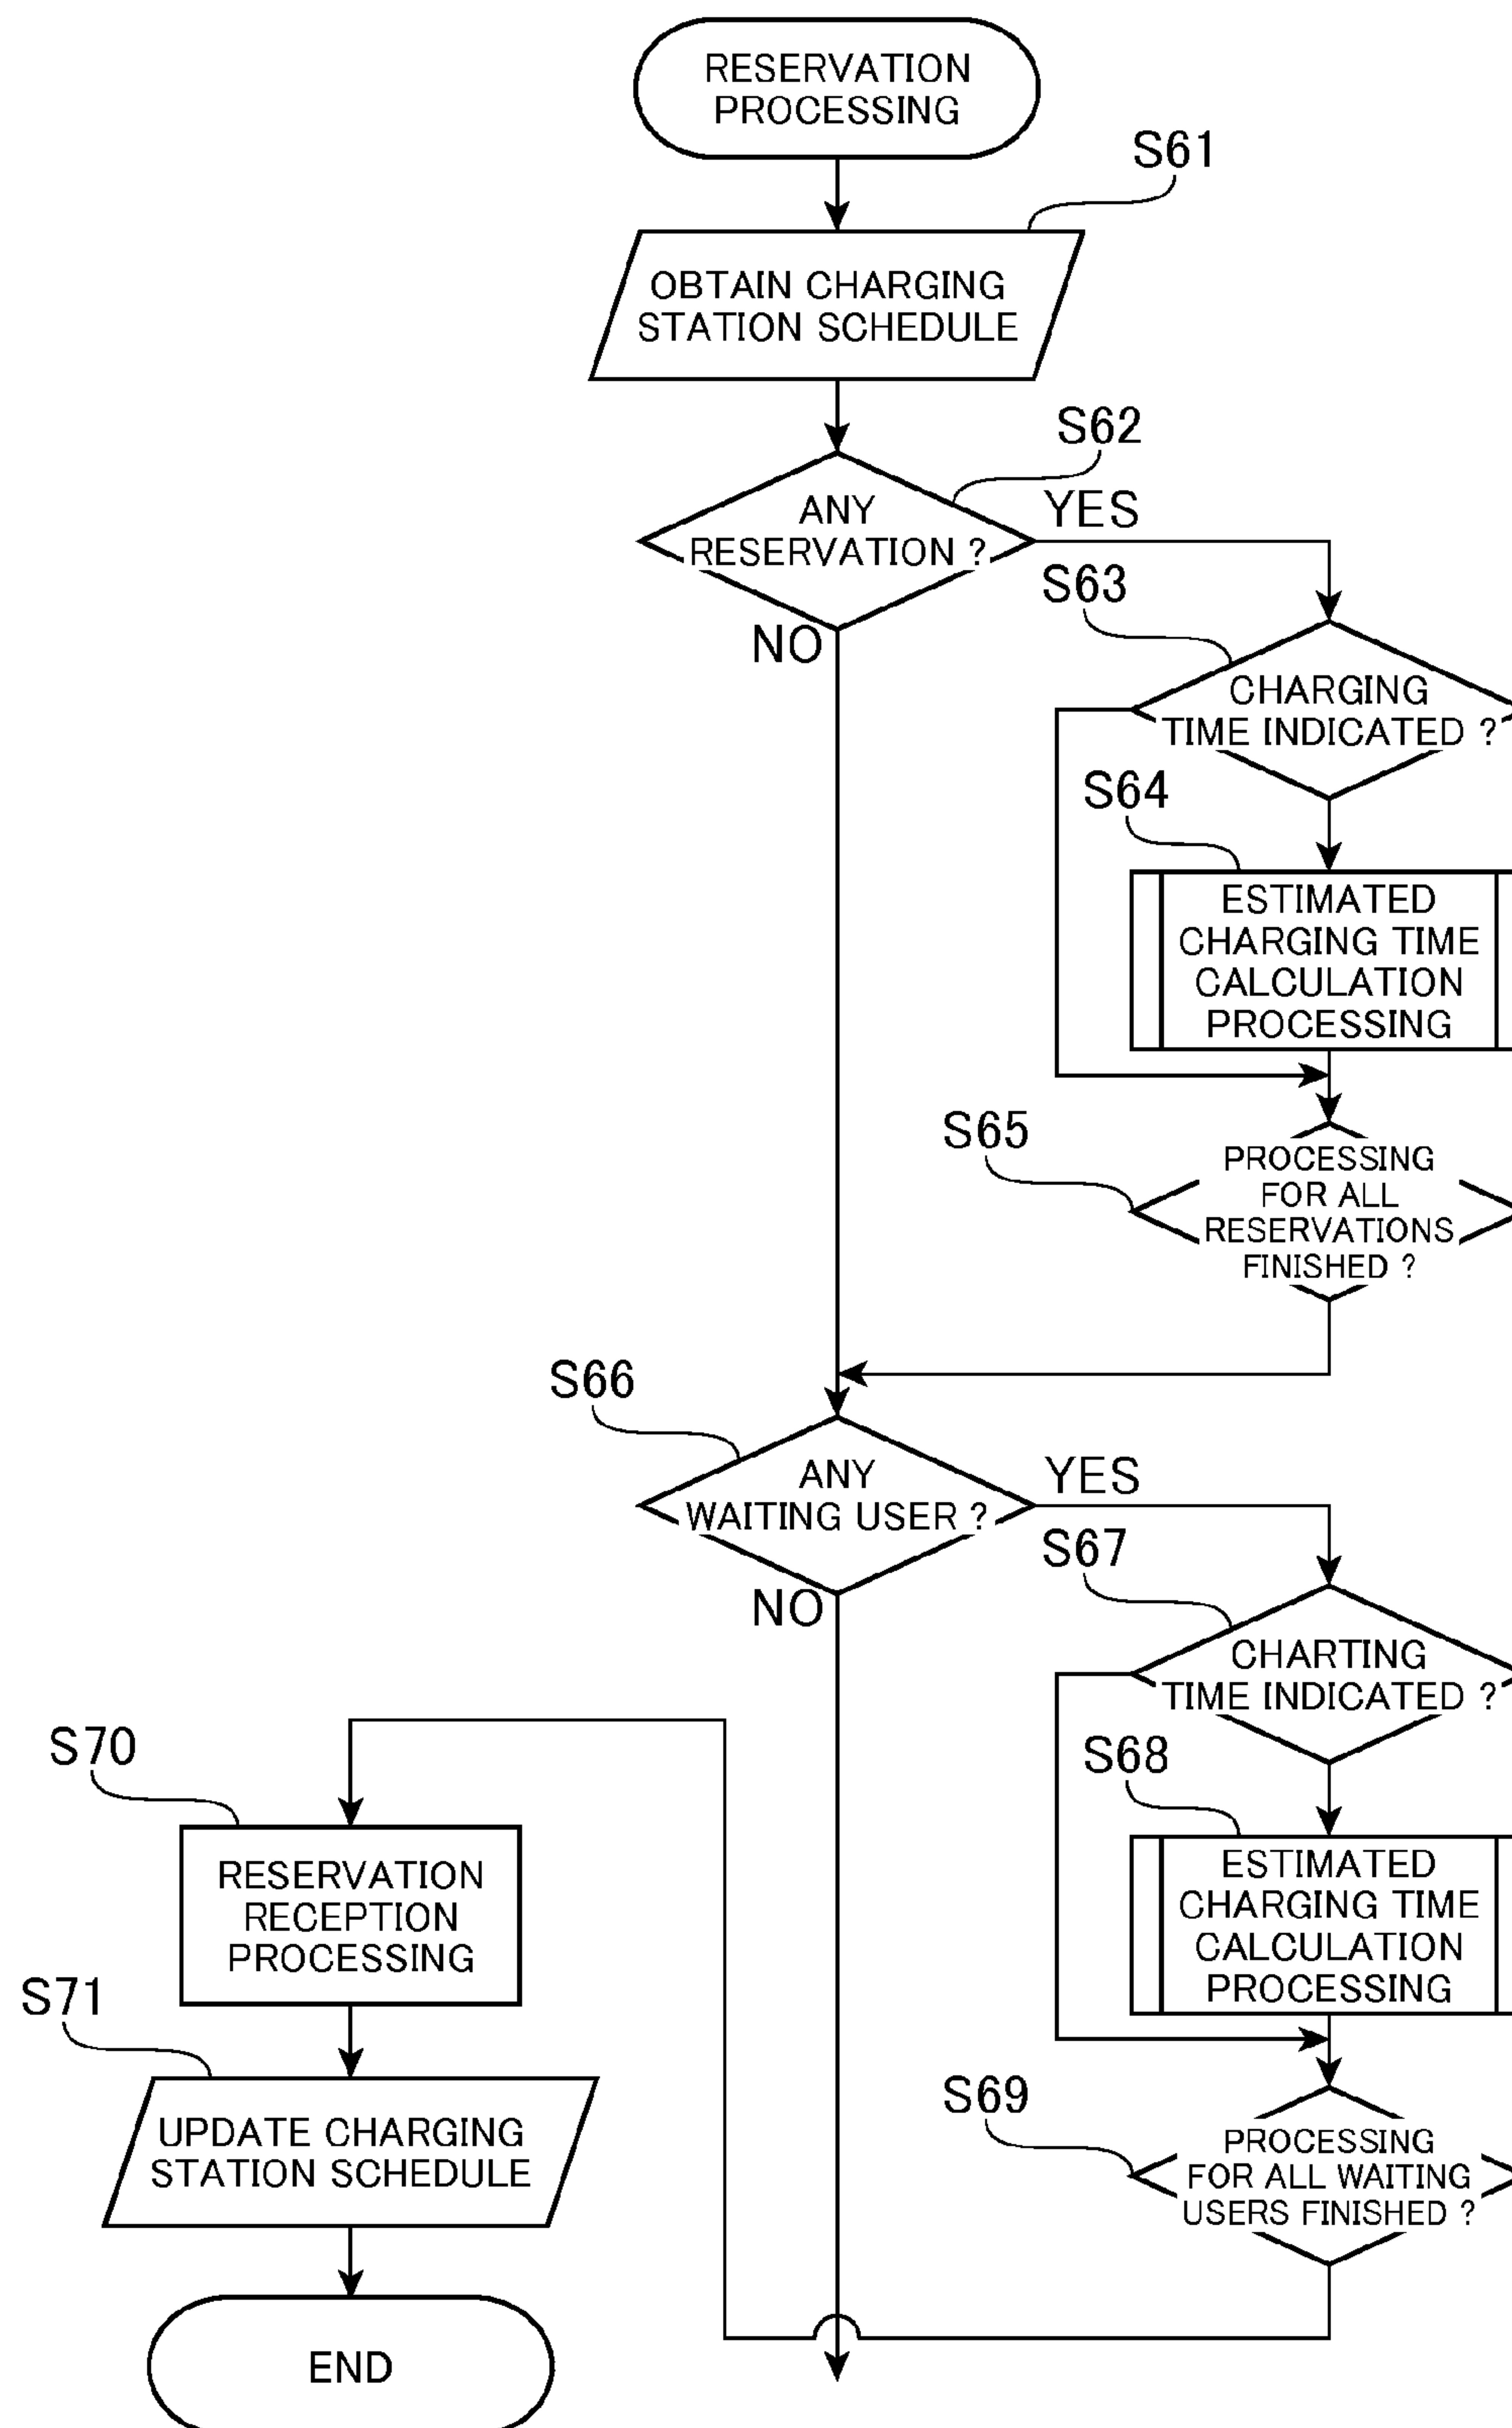 RESERVATION
PROCESSING
S61
OBTAIN CHARGING
STATION SCHEDULE
S62
ANY
RESERVATION ?
YES
NO
S63
CHARGING
TIME INDICATED ?
S64
ESTIMATED
CHARGING TIME
CALCULATION
PROCESSING
S65
PROCESSING
FOR ALL
RESERVATIONS
FINISHED ?
S66
ANY
WAITING USER ?
YES
NO
S67
CHARTING
TIME INDICATED ?
S68
ESTIMATED
CHARGING TIME
CALCULATION
PROCESSING
S69
PROCESSING
FOR ALL WAITING
USERS FINISHED ?
S70
RESERVATION
RECEPTION
PROCESSING
S71
UPDATE CHARGING
STATION SCHEDULE
END